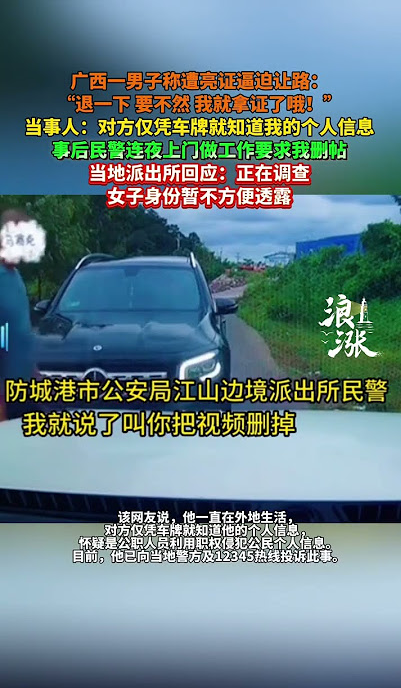 广西一男子称遭亮证逼迫让路：
“退一下 要不然 我就拿证了哦！”
当事人：对方仅凭车牌就知道我的个人信息
事后民警连夜上门做工作要求我删帖
当地派出所回应：正在调查
女子身份暂不方便透露
浪
涨
防城港市公安局江山边境派出所民警
我就说了叫你把视频删掉
该网友说，他一直在外地生活，
对方仅凭车牌就知道他的个人信息，
怀疑是公职人员利用职权侵犯公民个人信息。
目前，他已向当地警方及12345热线投诉此事。